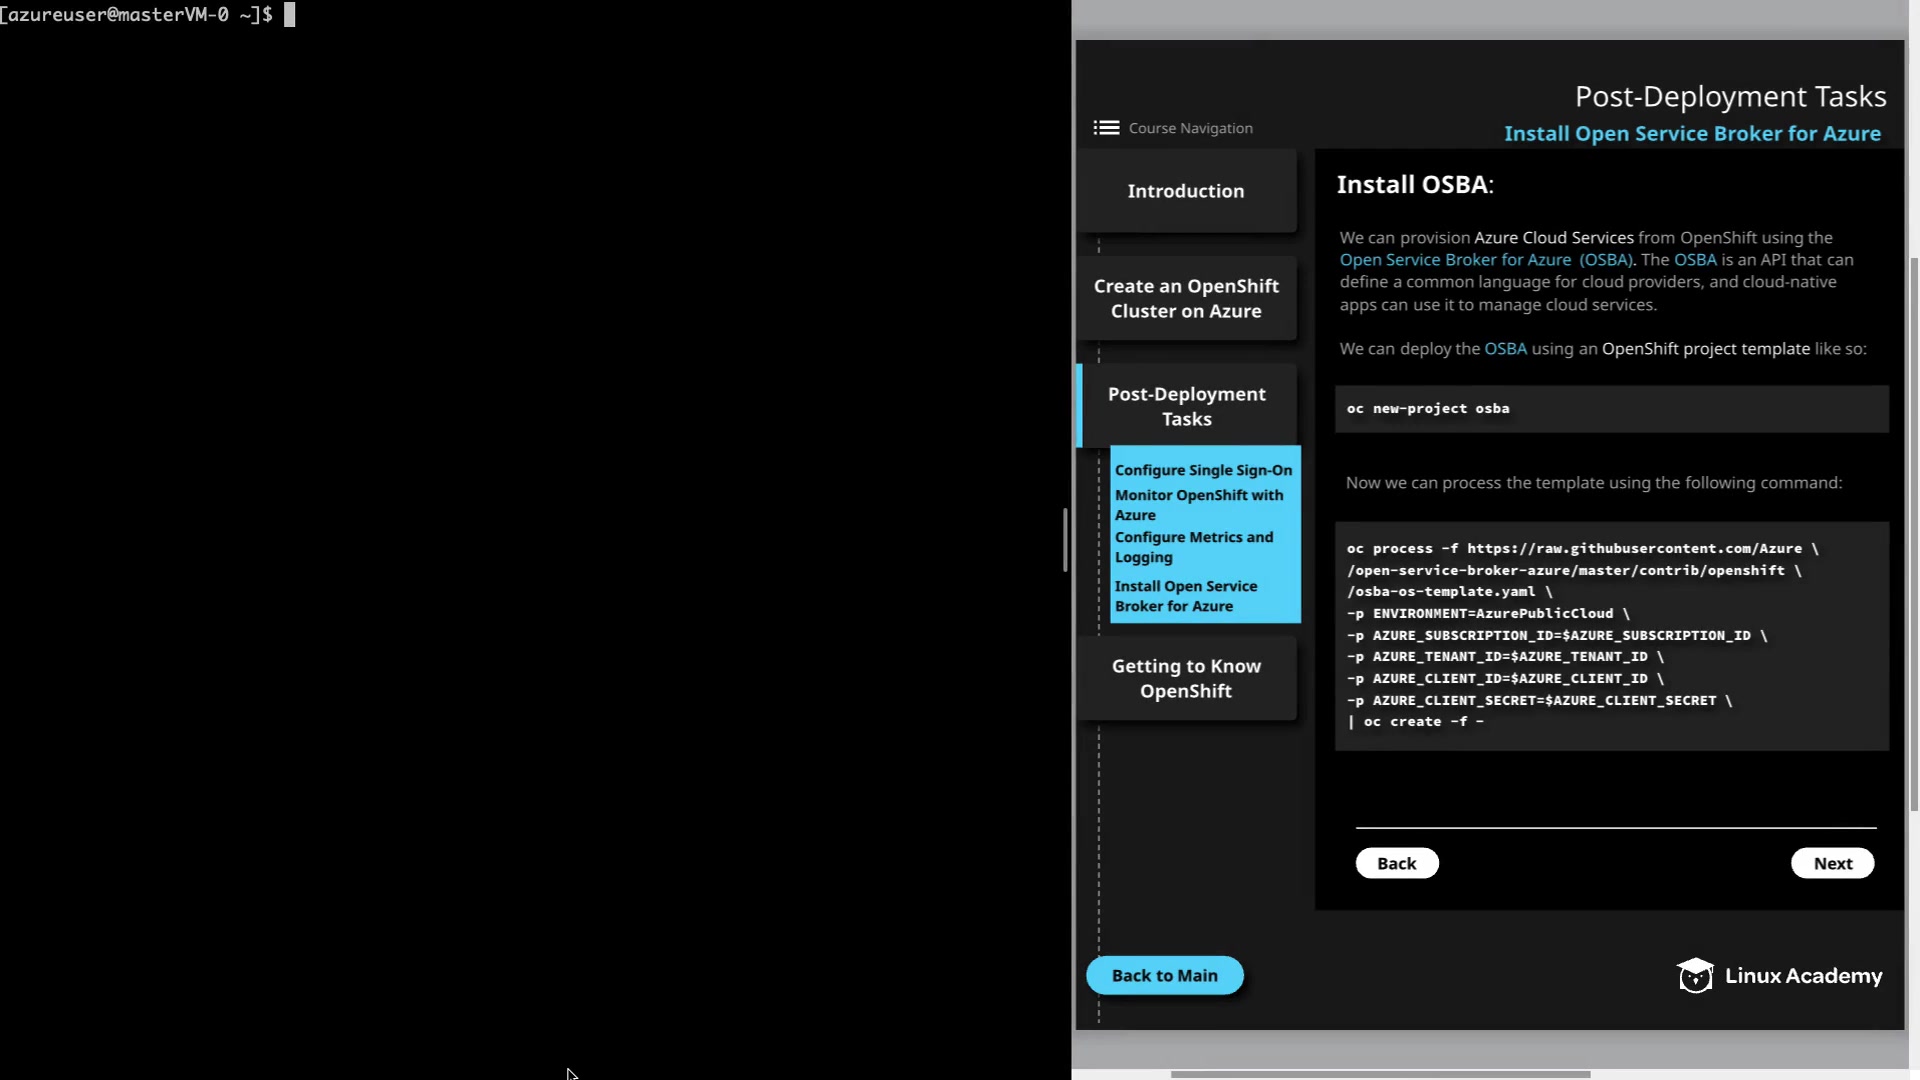 [azureuser@masterVM-0 ~]$
Post-Deployment Tasks
Course Navigation
Install Open Service Broker for Azure
Introduction
Create an OpenShift
Cluster on Azure
Post-Deployment
Tasks
Configure Single Sign-On
Monitor OpenShift with
Azure
Configure Metrics and
Logging
Install Open Service
Broker for Azure
Getting to Know
OpenShift
Back to Main
Install OSBA:
We can provision Azure Cloud Services from OpenShift using the
Open Service Broker for Azure (OSBA). The OSBA is an API that can
define a common language for cloud providers, and cloud-native
apps can use it to manage cloud services.
We can deploy the OSBA using an OpenShift project template like so:
oc new-project osba
Now we can process the template using the following command:
oc process -f https://raw.githubusercontent.com/Azure \
/open-service-broker-azure/master/contrib/openshift \
/osba-os-template.yaml \
-p ENVIRONMENT=AzurePublicCloud \
-p AZURE_SUBSCRIPTION_ID=$AZURE_SUBSCRIPTION_ID \
-p AZURE_TENANT_ID=$AZURE_TENANT_ID \
-p AZURE_CLIENT_ID=$AZURE_CLIENT_ID \
-p AZURE_CLIENT_SECRET=$AZURE_CLIENT_SECRET \
| oc create -f -
Back
Next
Linux Academy